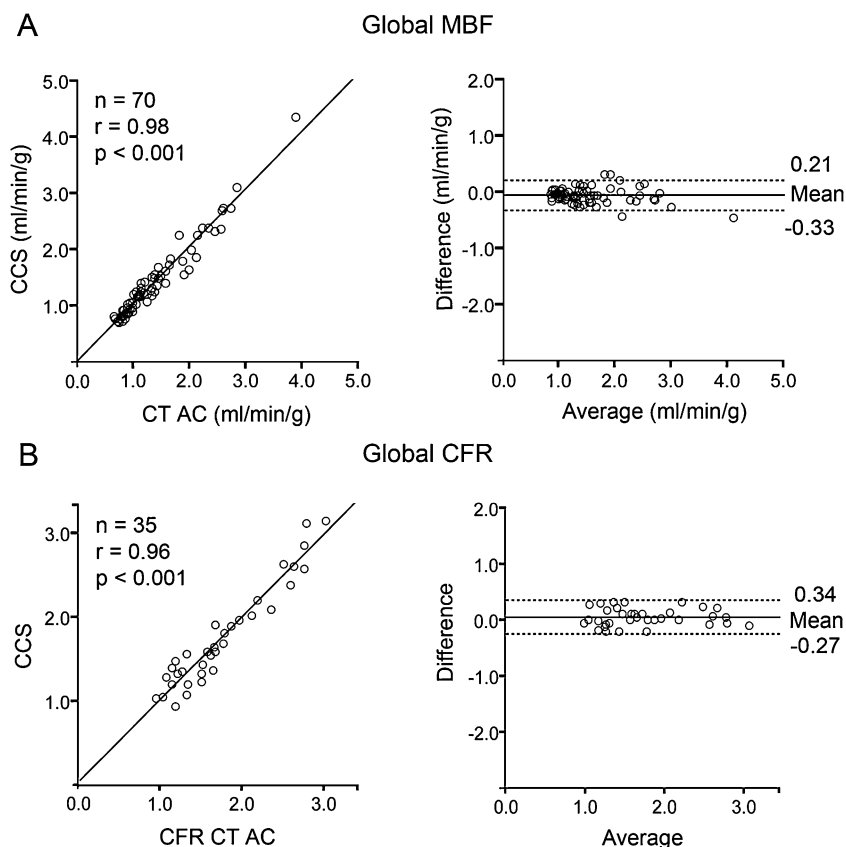 A
Global MBF
5.0
4.0
3.0
2.0
1.0
n = 70
r = 0.98
p < 0.001
CCS (ml/min/g)
0.0 1.0 2.0 3.0 4.0 5.0
CT AC (ml/min/g)
2.0
1.0
0.0
-1.0
-2.0
Difference (ml/min/g)
0.21
Mean
-0.33
0.0 1.0 2.0 3.0 4.0 5.0
Average (ml/min/g)
B
Global CFR
3.0
2.0
1.0
n = 35
r = 0.96
p < 0.001
CCS
0.0 1.0 2.0 3.0
CFR CT AC
2.0
1.0
0.0
-1.0
-2.0
Difference
0.34
Mean
-0.27
0.0 1.0 2.0 3.0
Average